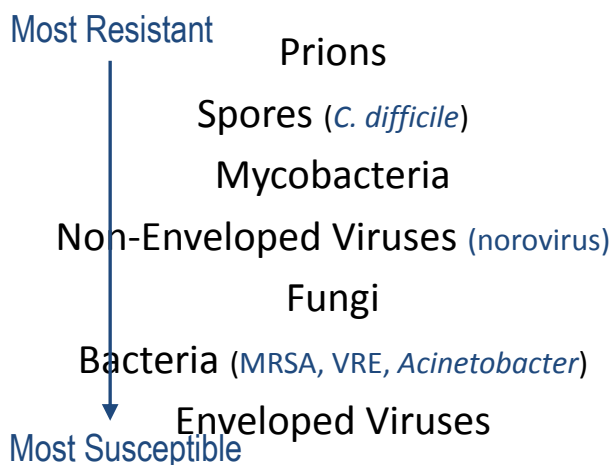 Most Resistant
Prions
Spores (C. difficile)
Mycobacteria
Non-Enveloped Viruses (norovirus)
Fungi
Bacteria (MRSA, VRE, Acinetobacter)
Enveloped Viruses
Most Susceptible